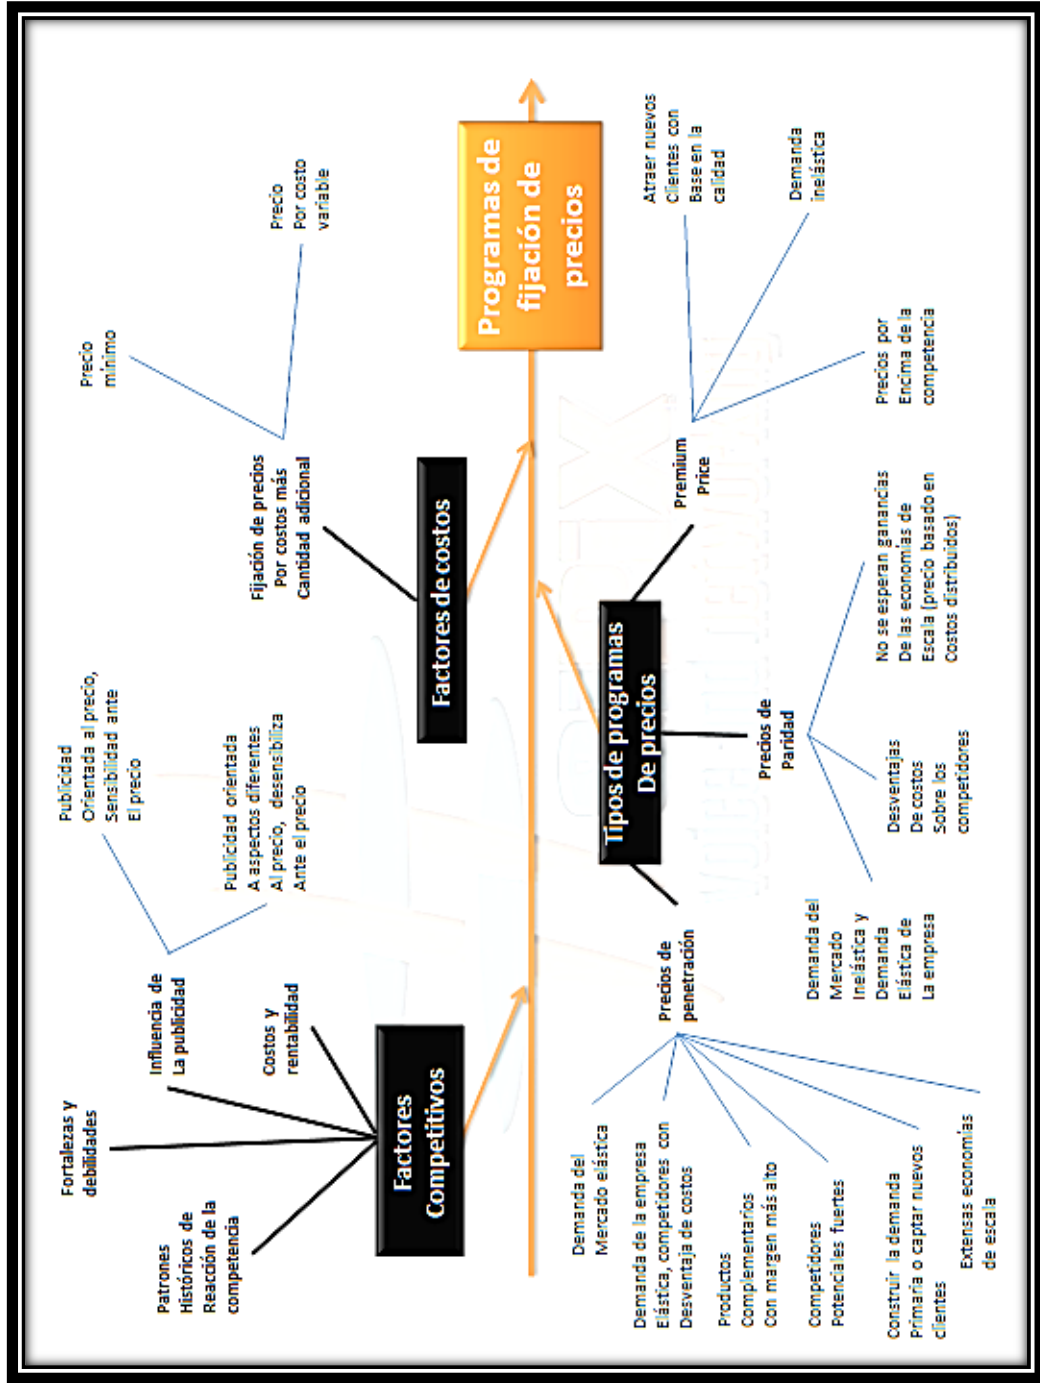 Fortalezas y
debilidades
Patrones
Históricos de
Reacción de la
competencia
Influencia de
La publicidad
Costos y
rentabilidad
Publicidad
Orientada al precio,
Sensibilidad ante
El precio
Publicidad orientada
A aspectos diferentes
Al precio, desensibiliza
Ante el precio
Factores
Competitivos
Precio
mínimo
Precio
Por costo
variable
Fijación de precios
Por costos más
Cantidad adicional
Factores de costos
Programas de
fijación de
precios
Tipos de programas
De precios
Precios de
penetración
Demanda del
Mercado elástica
Demanda de la empresa
Elástica, competidores con
Desventaja de costos
Productos
Complementarios
Con margen más alto
Competidores
Potenciales fuertes
Construir la demanda
Primaria o captar nuevos
clientes
Extensas economías
de escala
Precios de
Paridad
Demanda del
Mercado
Inelástica y
Demanda
Elástica de
La empresa
Desventajas
De costos
Sobre los
competidores
No se esperan ganancias
De las economías de
Escala (precio basado en
Costos distribuidos)
Premium
Price
Atraer nuevos
Clientes con
Base en la
calidad
Demanda
inelástica
Precios por
Encima de la
competencia